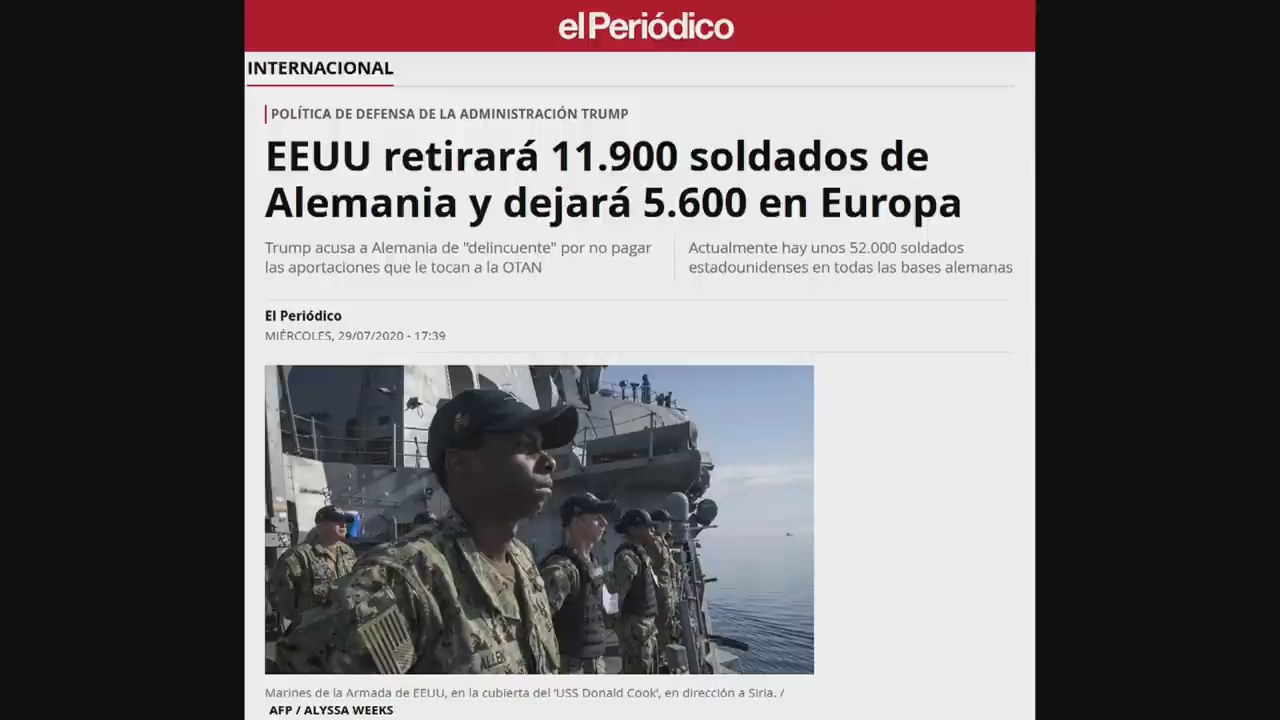 el Periódico
INTERNACIONAL
POLÍTICA DE DEFENSA DE LA ADMINISTRACIÓN TRUMP
EEUU retirará 11.900 soldados de
Alemania y dejará 5.600 en Europa
Trump acusa a Alemania de "delincuente" por no pagar
las aportaciones que le tocan a la OTAN
Actualmente hay unos 52.000 soldados
estadounidenses en todas las bases alemanas
El Periódico
MIÉRCOLES, 29/07/2020 - 17:39
ALLEN
Marines de la Armada de EEUU, en la cubierta del 'USS Donald Cook', en dirección a Siria. /
AFP / ALYSSA WEEKS